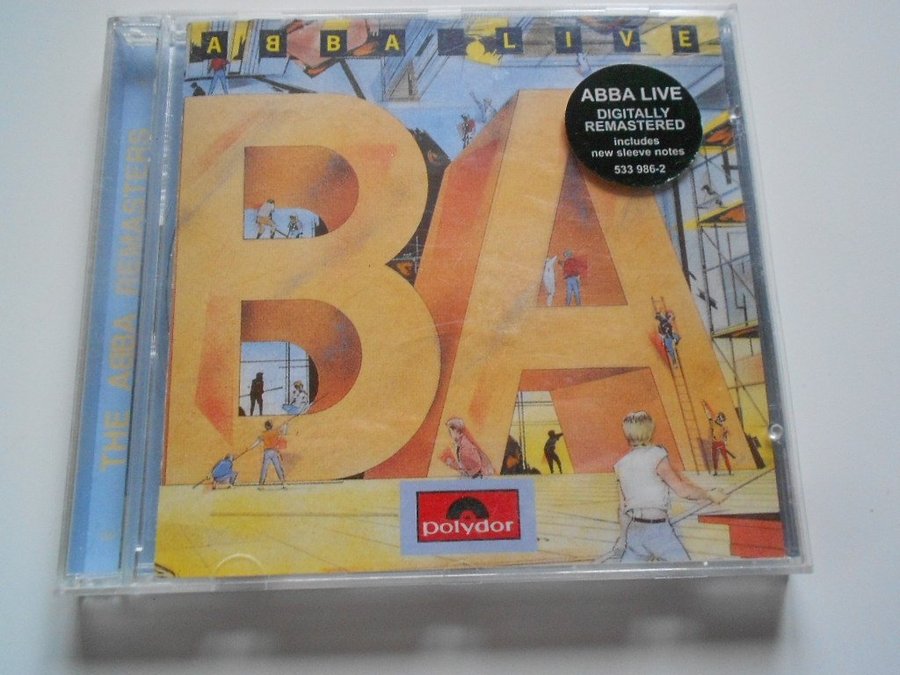 ABBA LIVE
ABBA LIVE
DIGITALLY
REMASTERED
includes
new sleeve notes
533 986-2
BA
THE ABBA REMASTERS
polydor